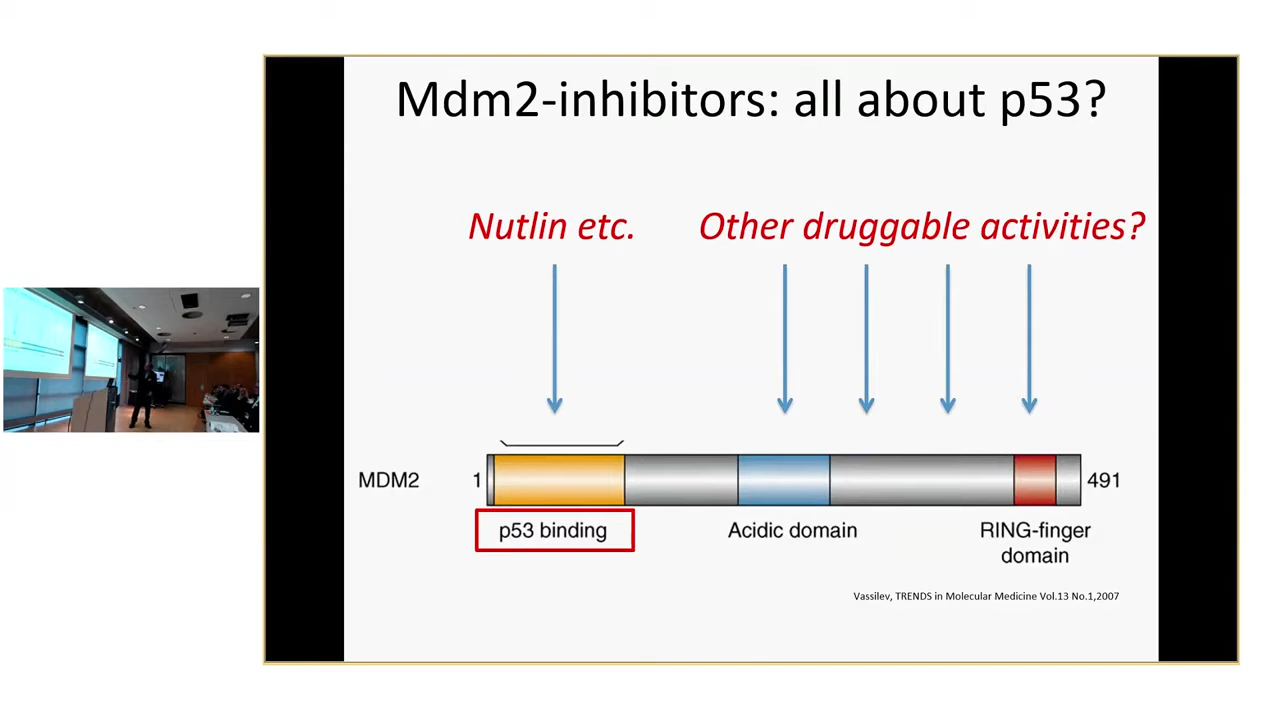 Mdm2-inhibitors: all about p53?
Nutlin etc. Other druggable activities?
MDM2 1 491
p53 binding Acidic domain RING-finger
domain
Vassilev, TRENDS in Molecular Medicine Vol.13 No.1,2007